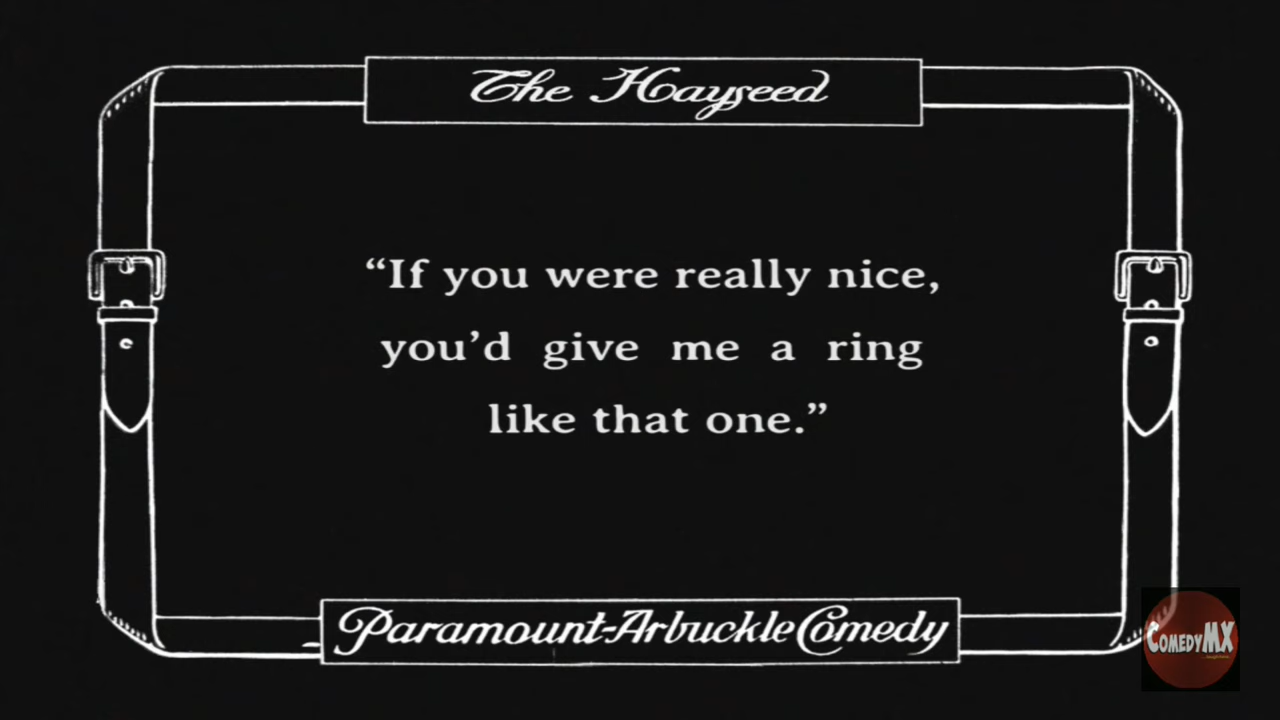 The Hayseed
“If you were really nice,
you’d give me a ring
like that one.”
Paramount-Arbuckle Comedy
COMEDYMX